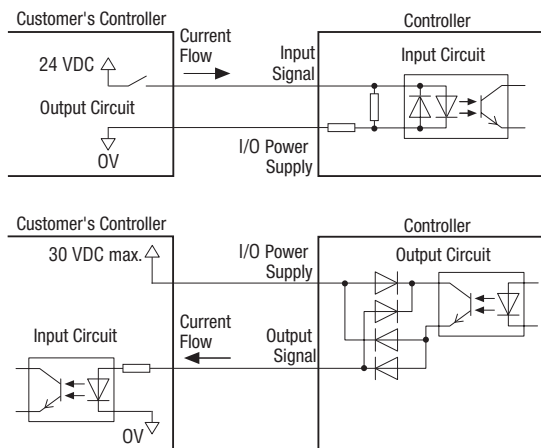 Customer's Controller
Controller
Current
Flow
Input
Signal
Input Circuit
24 VDC
Output Circuit
0V
I/O Power
Supply
Customer's Controller
Controller
30 VDC max.
I/O Power
Supply
Output Circuit
Input Circuit
Current
Flow
Output
Signal
0V